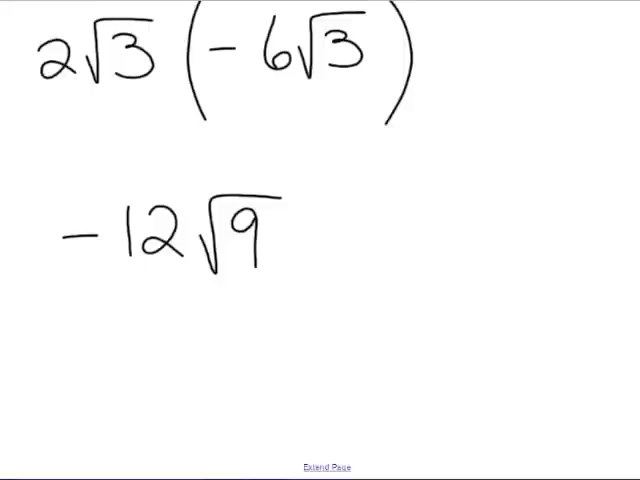 2√3 (- 6√3)
- 12√9
Extend Page